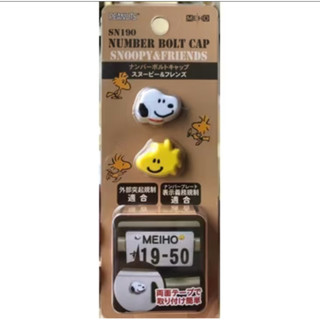 PEANUTS
SN190
NUMBER BOLT CAP
SNOOPY&FRIENDS
ナンバーボルトキャップ
スヌーピー&フレンズ
外部突起規制
適合
ナンバープレート
表示義務規制
適合
MEIHO
19-50
両面テープで
取り付け簡単